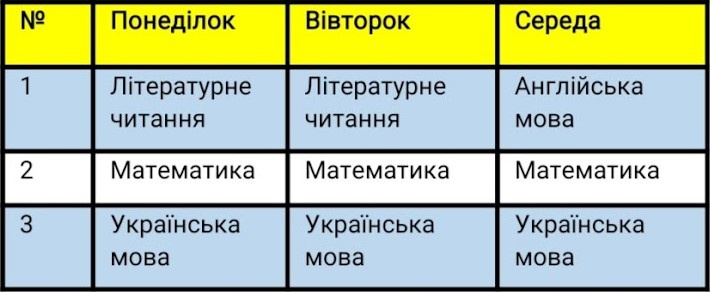 № Понеділок Вівторок Середа
1 Літературне Літературне Англійська
читання читання мова
2 Математика Математика Математика
3 Українська Українська Українська
мова мова мова